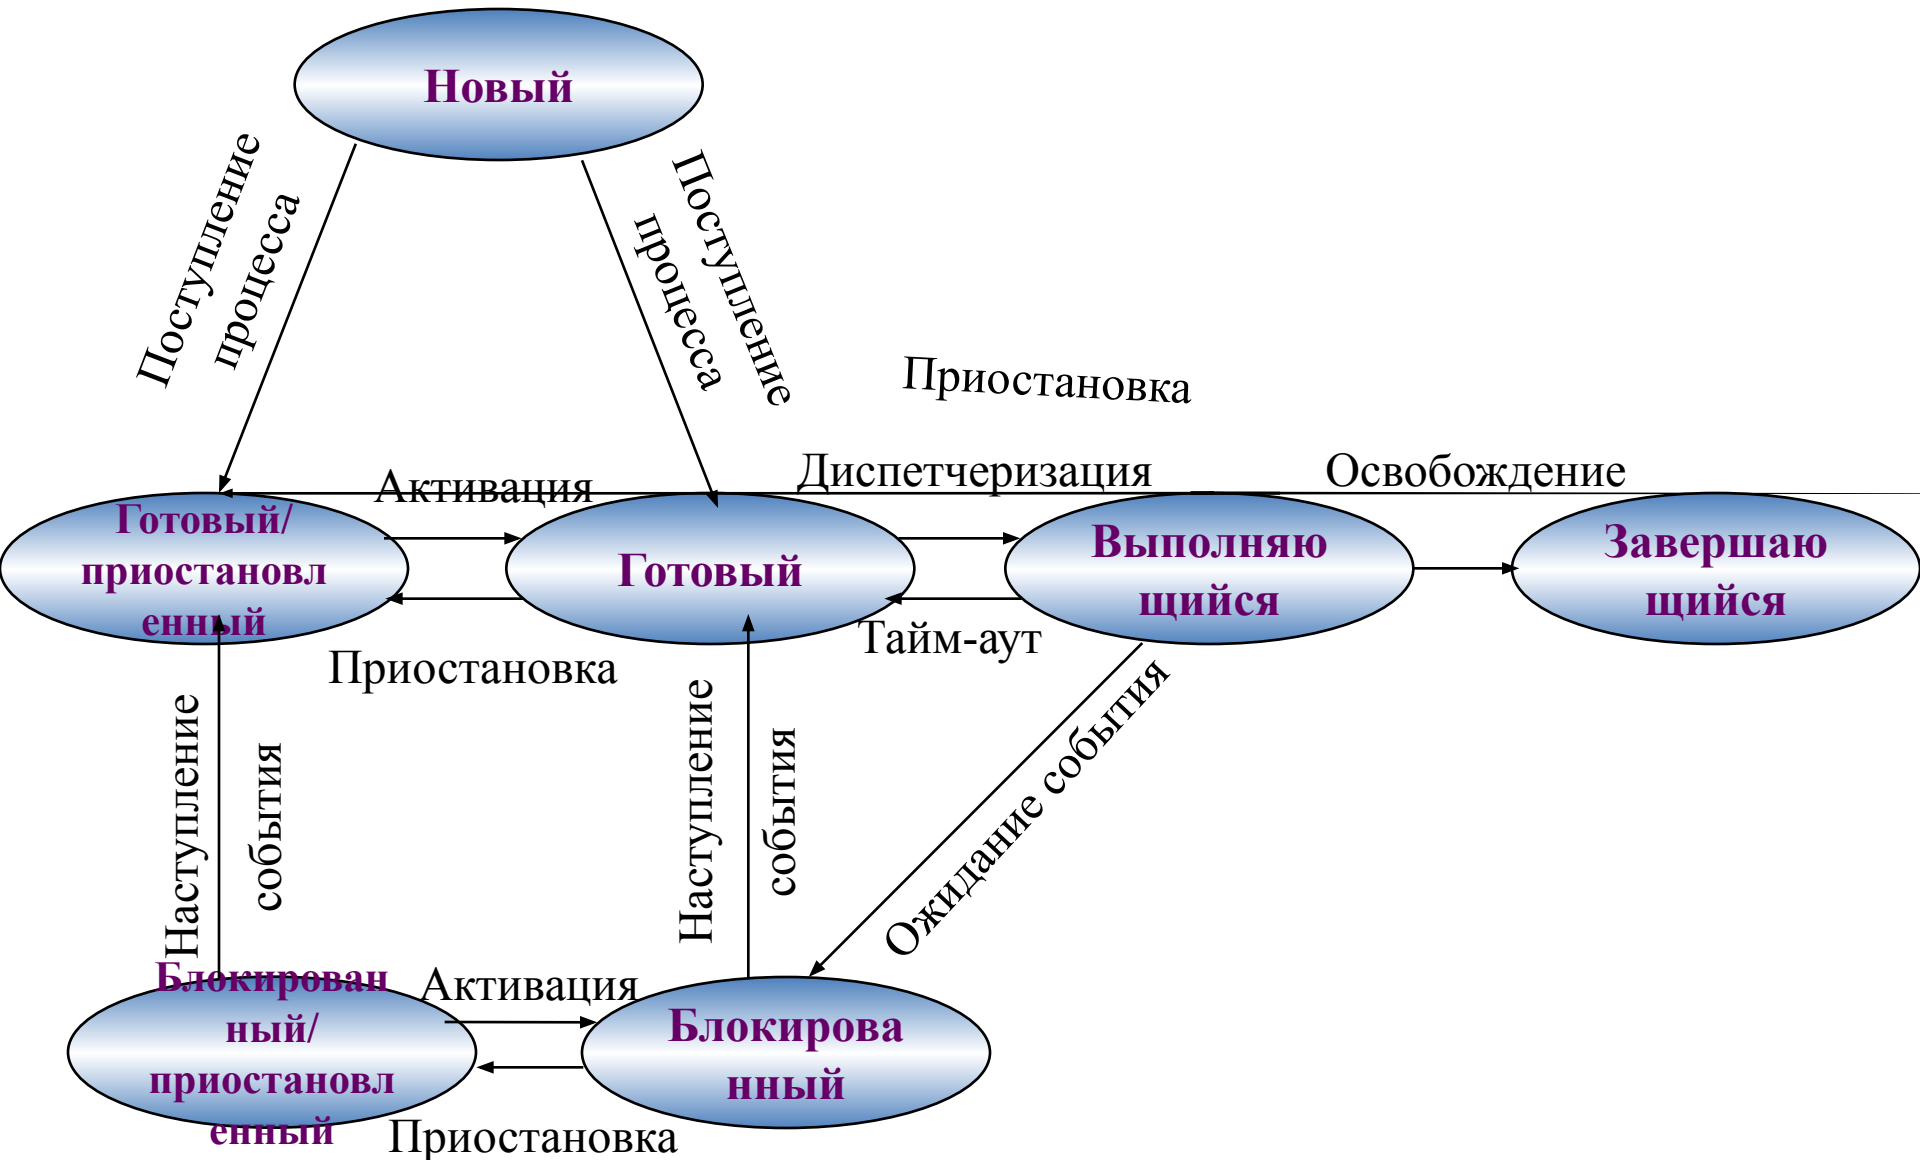 Новый
Поступление
процесса
Поступление
процесса
Приостановка
Активация
Диспетчеризация
Освобождение
Готовый/
приостановл
енный
Готовый
Выполняю
щийся
Завершаю
щийся
Приостановка
Тайм-аут
Наступление
события
Наступление
события
Ожидание события
Блокирован
ный/
приостановл
енный
Активация
Блокирова
нный
Приостановка